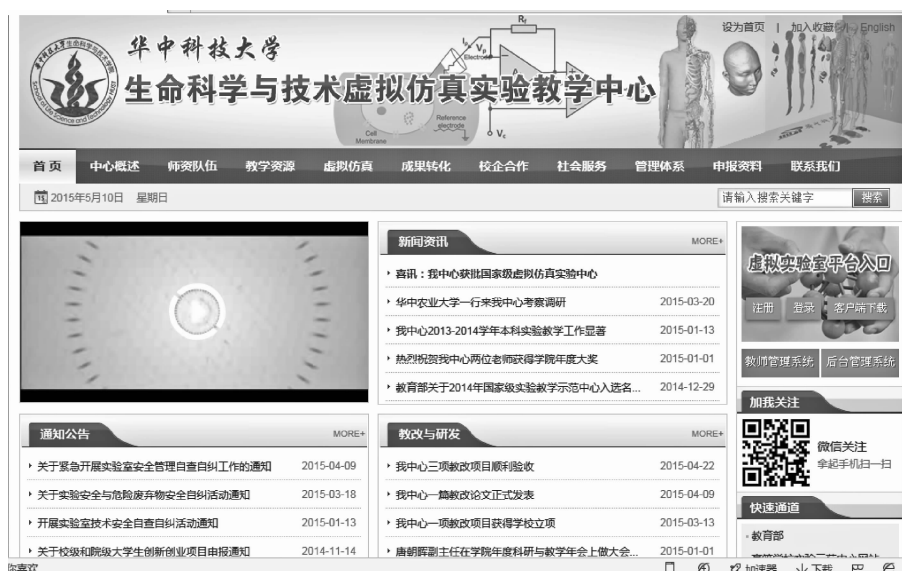 华中科技大学
生命科学与技术虚拟仿真实验教学中心
设为首页 | 加入收藏 English
Rf
Vp
Electrode
Reference electrode
Cell Membrane
Vc
首页 中心概述 师资队伍 教学资源 虚拟仿真 成果转化 校企合作 社会服务 管理体系 申报资料 联系我们
2015年5月10日 星期日
请输入搜索关键字 搜索
新闻资讯 MORE+
喜讯：我中心获批国家级虚拟仿真实验中心
华中农业大学一行来我中心考察调研 2015-03-20
我中心2013-2014学年本科实验教学工作显著 2015-01-13
热烈祝贺我中心两位老师获得学院年度大奖 2015-01-01
教育部关于2014年国家级实验教学示范中心入选名... 2014-12-29
虚拟实验室平台入口
注册 登录 客户端下载
教师管理系统 后台管理系统
通知公告 MORE+
关于紧急开展实验室安全管理自查自纠工作的通知 2015-04-09
关于实验安全与危险废弃物安全自纠活动通知 2015-03-18
开展实验室技术安全自查自纠活动通知 2015-01-13
关于校级和院级大学生创新创业项目申报通知 2014-11-14
教改与研发 MORE+
我中心三项教改项目顺利验收 2015-04-22
我中心一篇教改论文正式发表 2015-04-09
我中心一项教改项目获得学校立项 2015-03-13
唐朝晖副主任在学院年度科研与教学年会上做大会... 2015-01-01
加我关注
微信关注
拿起手机扫一扫
快速通道
教育部
你喜欢
加速器 下载